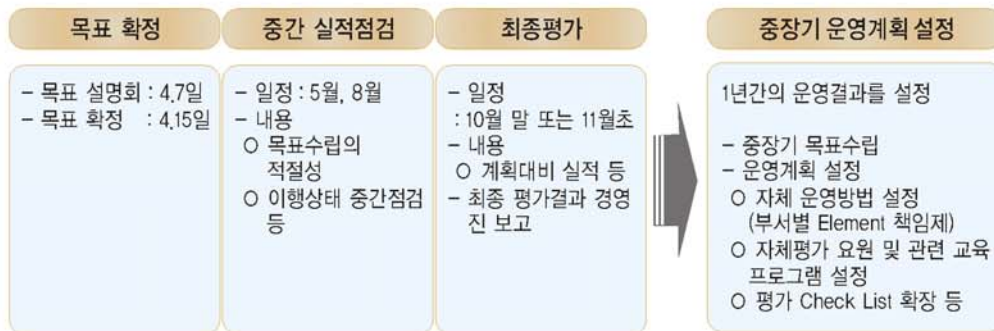 목표 확정
- 목표 설명회 : 4.7일
- 목표 확정 : 4.15일
중간 실적점검
- 일정 : 5월, 8월
- 내용
○ 목표수립의
적절성
○ 이행상태 중간점검
등
최종평가
- 일정
: 10월 말 또는 11월초
- 내용
○ 계획대비 실적 등
- 최종 평가결과 경영
진 보고
중장기 운영계획 설정
1년간의 운영결과를 설정
- 중장기 목표수립
- 운영계획 설정
○ 자체 운영방법 설정
(부서별 Element 책임제)
○ 자체평가 요원 및 관련 교육
프로그램 설정
○ 평가 Check List 확장 등